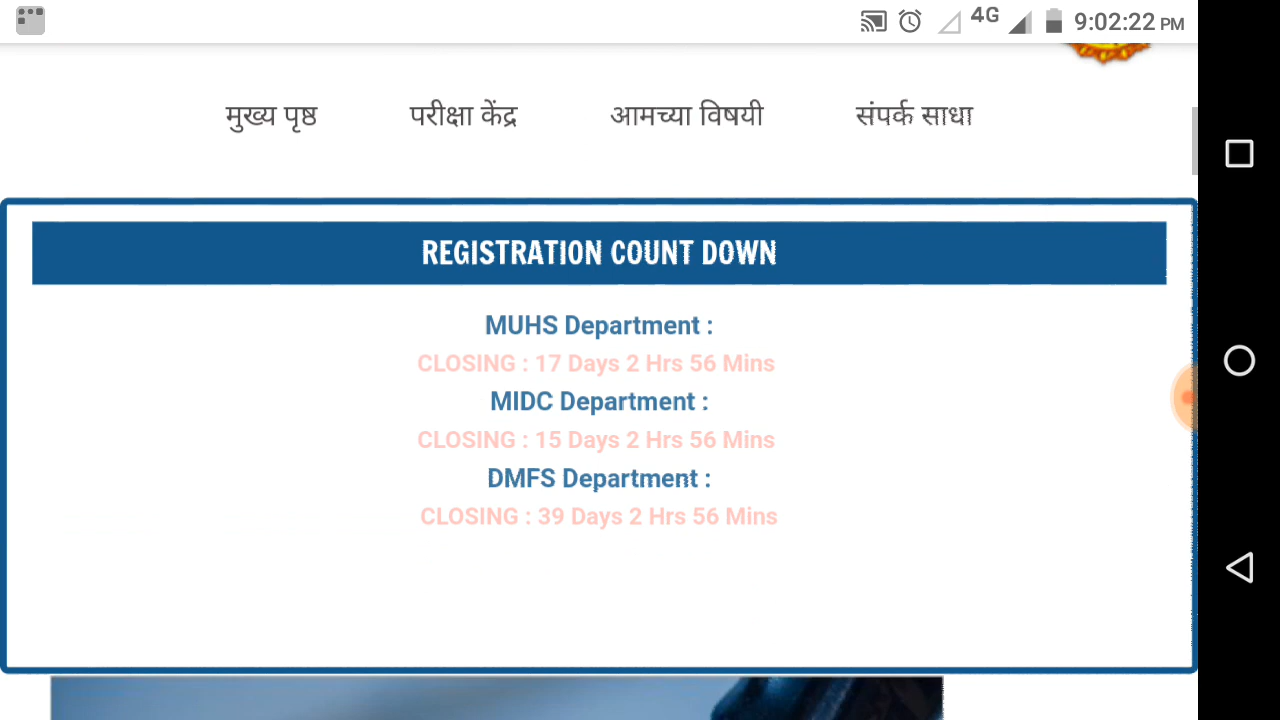 4G 9:02:22 PM
मुख्य पृष्ठ परीक्षा केंद्र आमच्या विषयी संपर्क साधा
REGISTRATION COUNT DOWN
MUHS Department :
CLOSING : 17 Days 2 Hrs 56 Mins
MIDC Department :
CLOSING : 15 Days 2 Hrs 56 Mins
DMFS Department :
CLOSING : 39 Days 2 Hrs 56 Mins